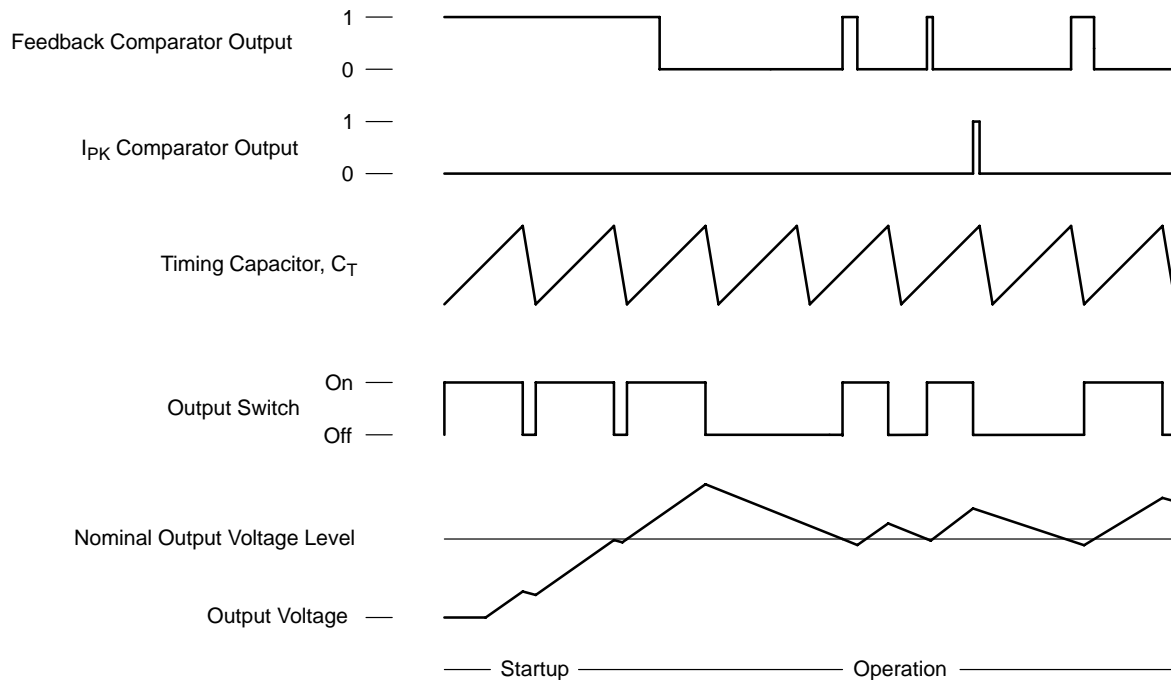 1
Feedback Comparator Output
0
1
IPK Comparator Output
0
Timing Capacitor, CT
On
Output Switch
Off
Nominal Output Voltage Level
Output Voltage
Startup
Operation